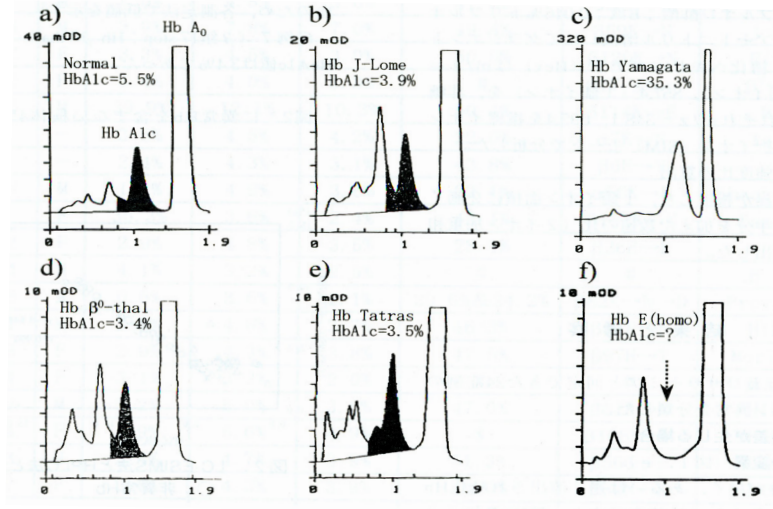 a)
40 mOD
Hb A₀
Normal
HbA1c=5.5%
Hb A1c
0
1
1.9
b)
20 mOD
Hb J-Lome
HbA1c=3.9%
0
1
1.9
c)
320 mOD
Hb Yamagata
HbA1c=35.3%
0
1
1.9
d)
10 mOD
Hb β⁰-thal
HbA1c=3.4%
0
1
1.9
e)
10 mOD
Hb Tatras
HbA1c=3.5%
0
1
1.9
f)
10 mOD
Hb E(homo)
HbA1c=?
0
1
1.9